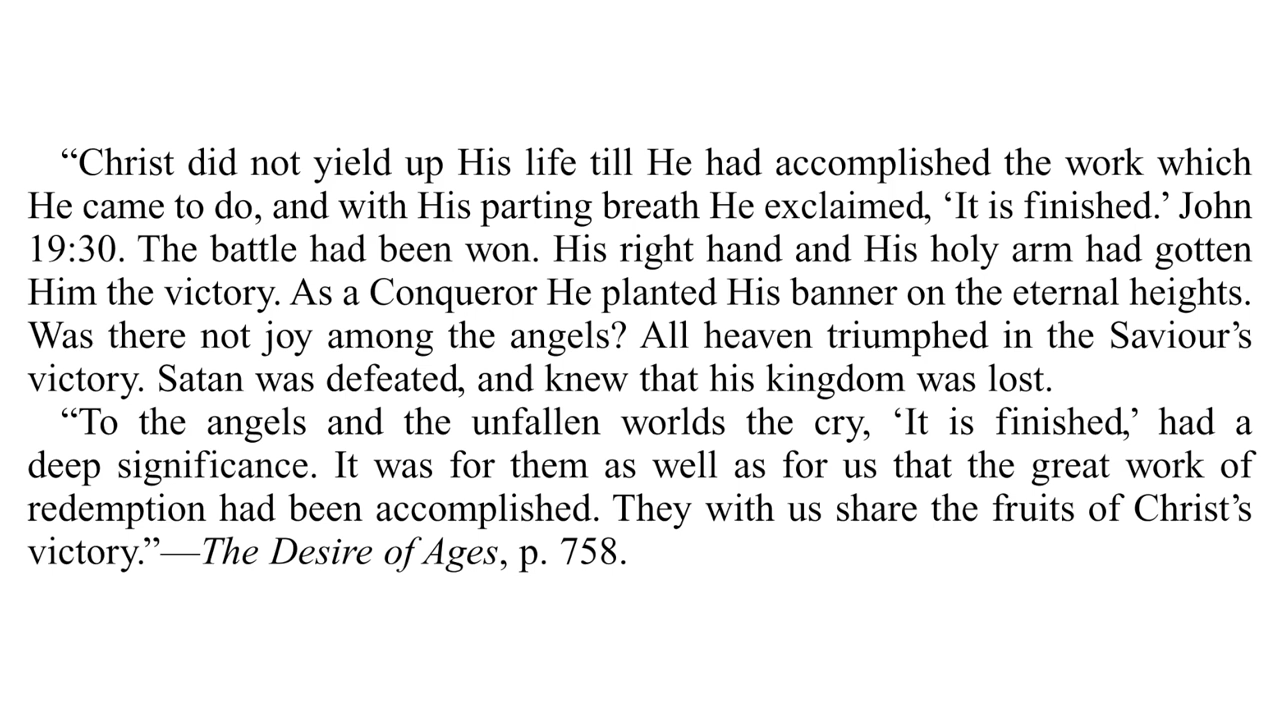 “Christ did not yield up His life till He had accomplished the work which
He came to do, and with His parting breath He exclaimed, ‘It is finished.’ John
19:30. The battle had been won. His right hand and His holy arm had gotten
Him the victory. As a Conqueror He planted His banner on the eternal heights.
Was there not joy among the angels? All heaven triumphed in the Saviour’s
victory. Satan was defeated, and knew that his kingdom was lost.
“To the angels and the unfallen worlds the cry, ‘It is finished,’ had a
deep significance. It was for them as well as for us that the great work of
redemption had been accomplished. They with us share the fruits of Christ’s
victory.”—The Desire of Ages, p. 758.